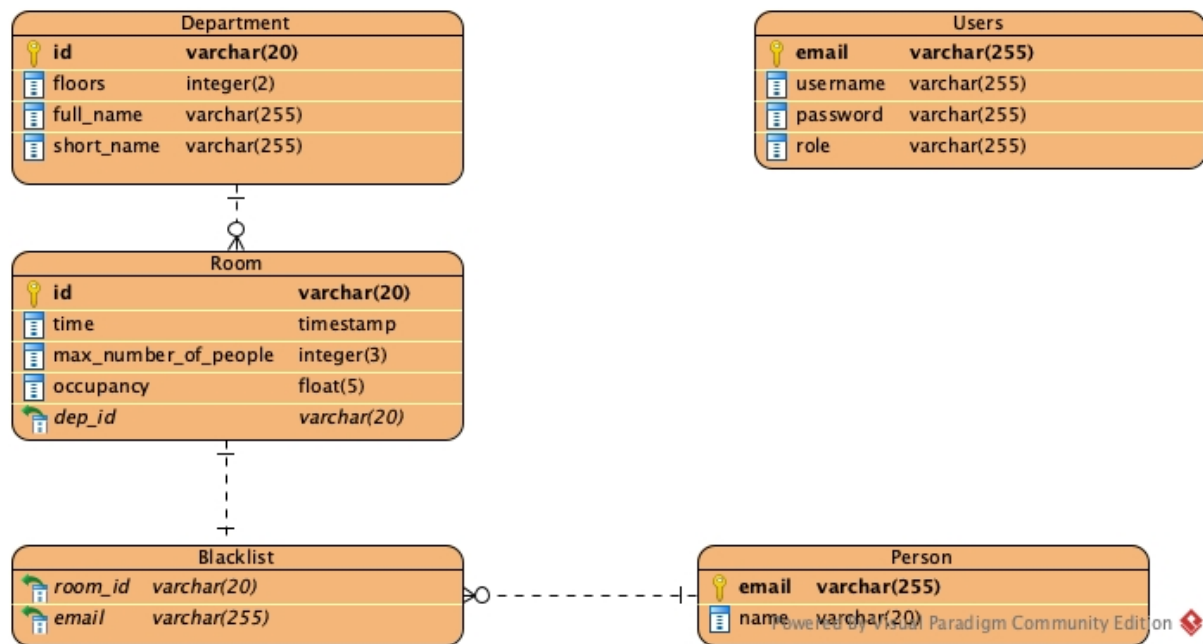 Department
id varchar(20)
floors integer(2)
full_name varchar(255)
short_name varchar(255)
Users
email varchar(255)
username varchar(255)
password varchar(255)
role varchar(255)
Room
id varchar(20)
time timestamp
max_number_of_people integer(3)
occupancy float(5)
dep_id varchar(20)
Blacklist
room_id varchar(20)
email varchar(255)
Person
email varchar(255)
name varchar(20)
Powered By Visual Paradigm Community Edition